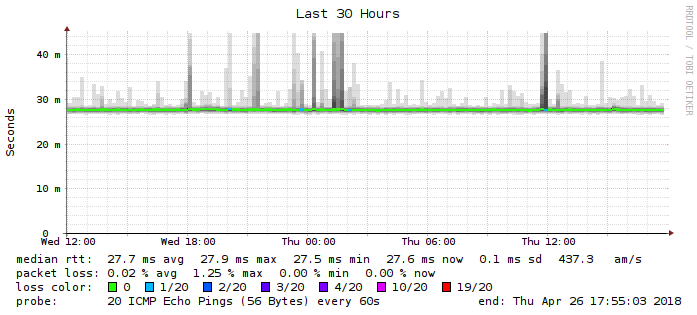 Last 30 Hours
RRDTOOL / TOBI OETIKER
Seconds
40 m
30 m
20 m
10 m
0
Wed 12:00 Wed 18:00 Thu 00:00 Thu 06:00 Thu 12:00
median rtt: 27.7 ms avg 27.9 ms max 27.5 ms min 27.6 ms now 0.1 ms sd 437.3 am/s
packet loss: 0.02 % avg 1.25 % max 0.00 % min 0.00 % now
loss color: 0 1/20 2/20 3/20 4/20 10/20 19/20
probe: 20 ICMP Echo Pings (56 Bytes) every 60s end: Thu Apr 26 17:55:03 2018